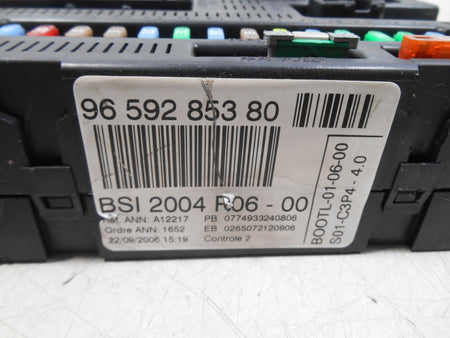 96 592 853 80
BSI 2004 R06 - 00
Réf. ANN: A12217 PB 0774933240806
Ordre ANN: 1652 EB 0265072120906
22/09/2006 15:19 Controle 2
BOOTL-01-06-00
S01-C3P4 - 4.0